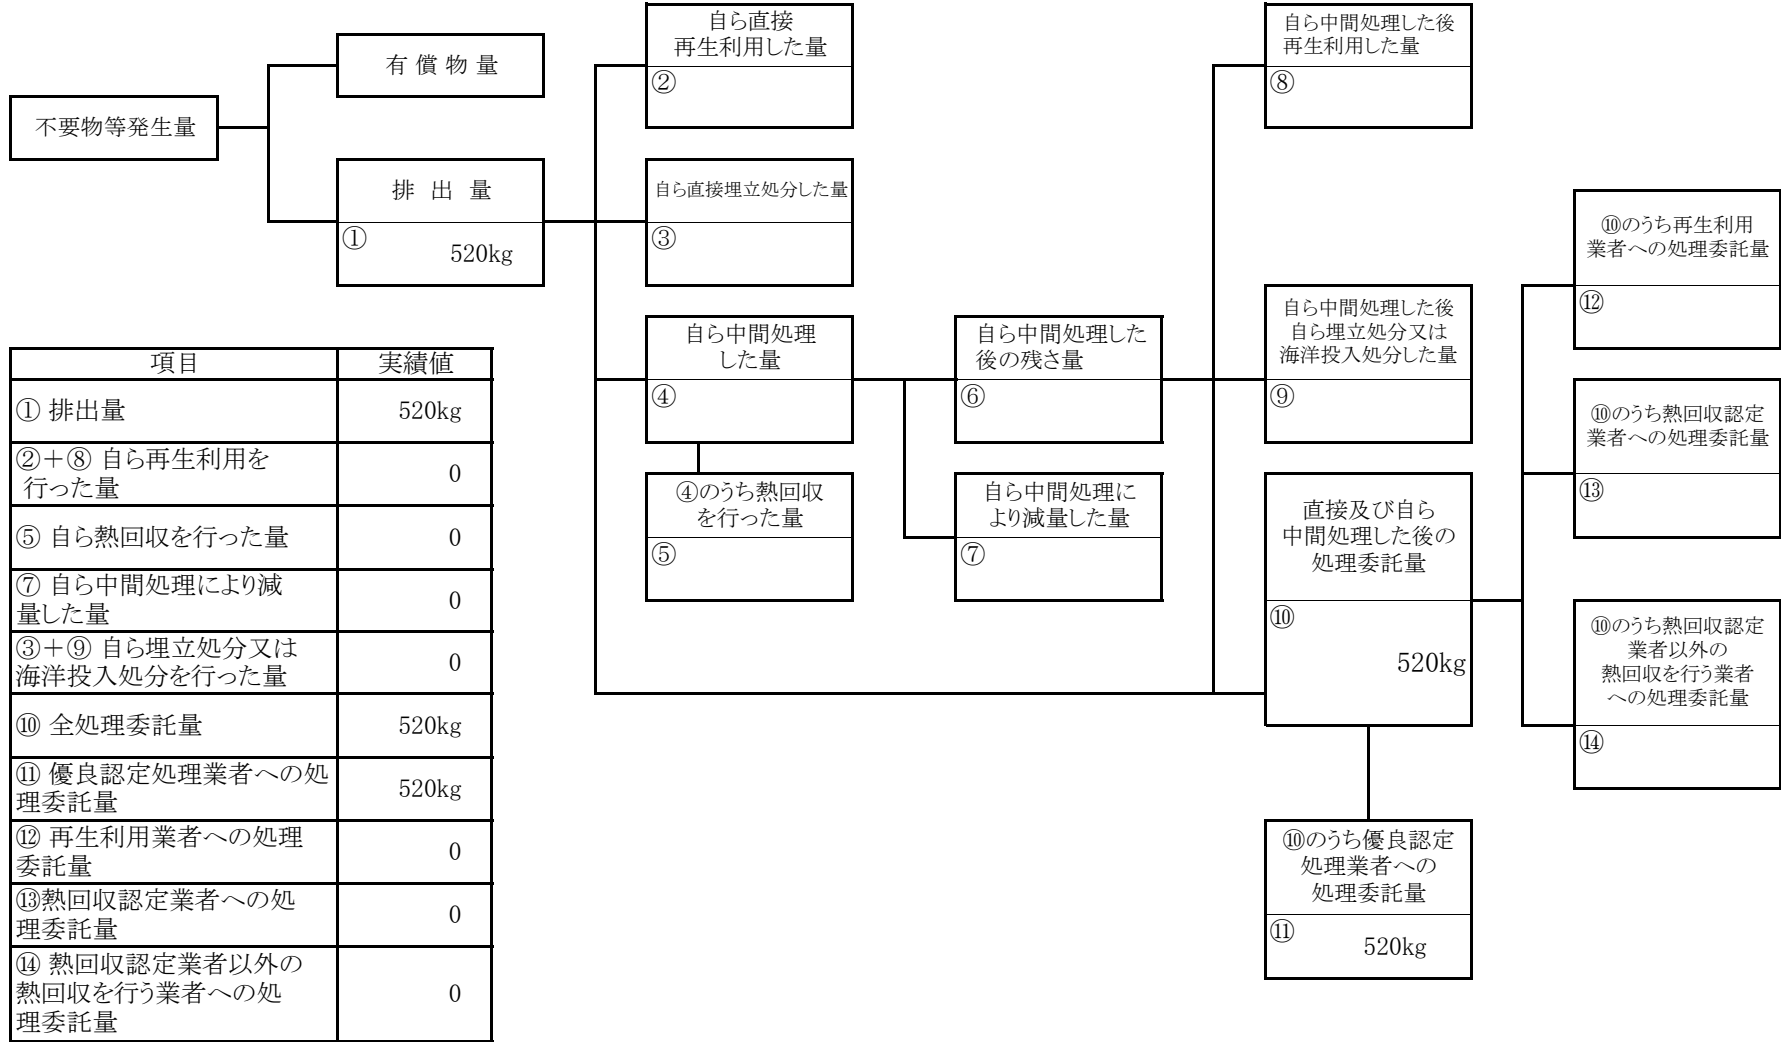 不要物等発生量
有 償 物 量
排 出 量
①
520kg
自ら直接
再生利用した量
②
自ら直接埋立処分した量
③
自ら中間処理
した量
④
④のうち熱回収
を行った量
⑤
自ら中間処理した
後の残さ量
⑥
自ら中間処理に
より減量した量
⑦
自ら中間処理した後
再生利用した量
⑧
自ら中間処理した後
自ら埋立処分又は
海洋投入処分した量
⑨
直接及び自ら
中間処理した後の
処理委託量
⑩
520kg
⑩のうち優良認定
処理業者への
処理委託量
⑪
520kg
⑩のうち再生利用
業者への処理委託量
⑫
⑩のうち熱回収認定
業者への処理委託量
⑬
⑩のうち熱回収認定
業者以外の
熱回収を行う業者
への処理委託量
⑭
項目 実績値
① 排出量 520kg
②+⑧ 自ら再生利用を
行った量 0
⑤ 自ら熱回収を行った量 0
⑦ 自ら中間処理により減
量した量 0
③+⑨ 自ら埋立処分又は
海洋投入処分を行った量 0
⑩ 全処理委託量 520kg
⑪ 優良認定処理業者への処
理委託量 520kg
⑫ 再生利用業者への処理
委託量 0
⑬熱回収認定業者への処
理委託量 0
⑭ 熱回収認定業者以外の
熱回収を行う業者への処
理委託量 0